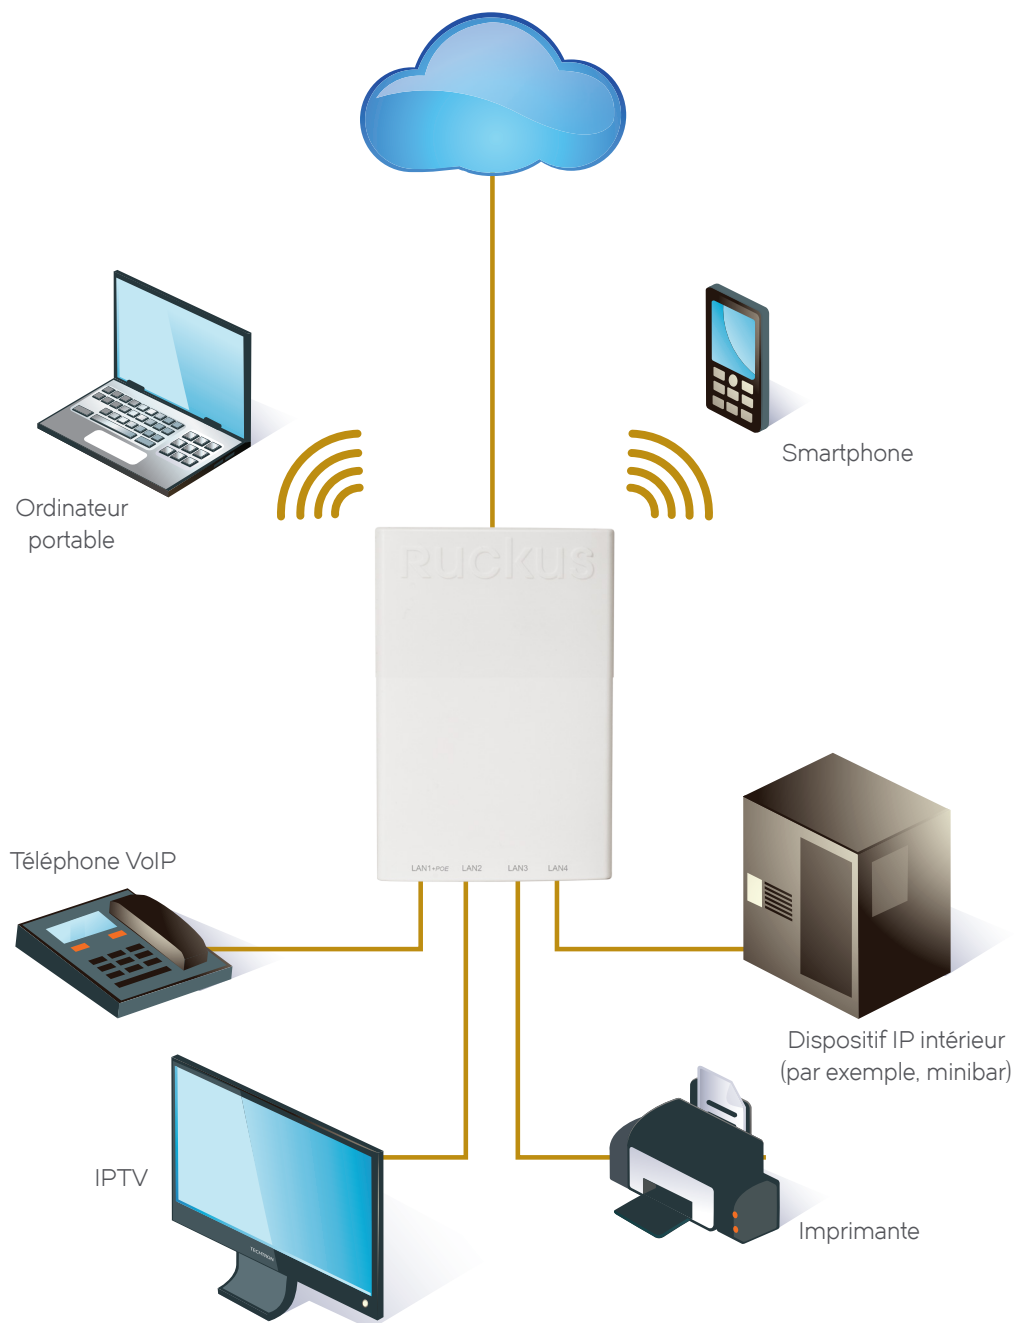 Smartphone
Ordinateur
portable
Ruckus
LAN1+POE LAN2 LAN3 LAN4
Téléphone VoIP
Dispositif IP intérieur
(par exemple, minibar)
IPTV
TECHTRON
Imprimante